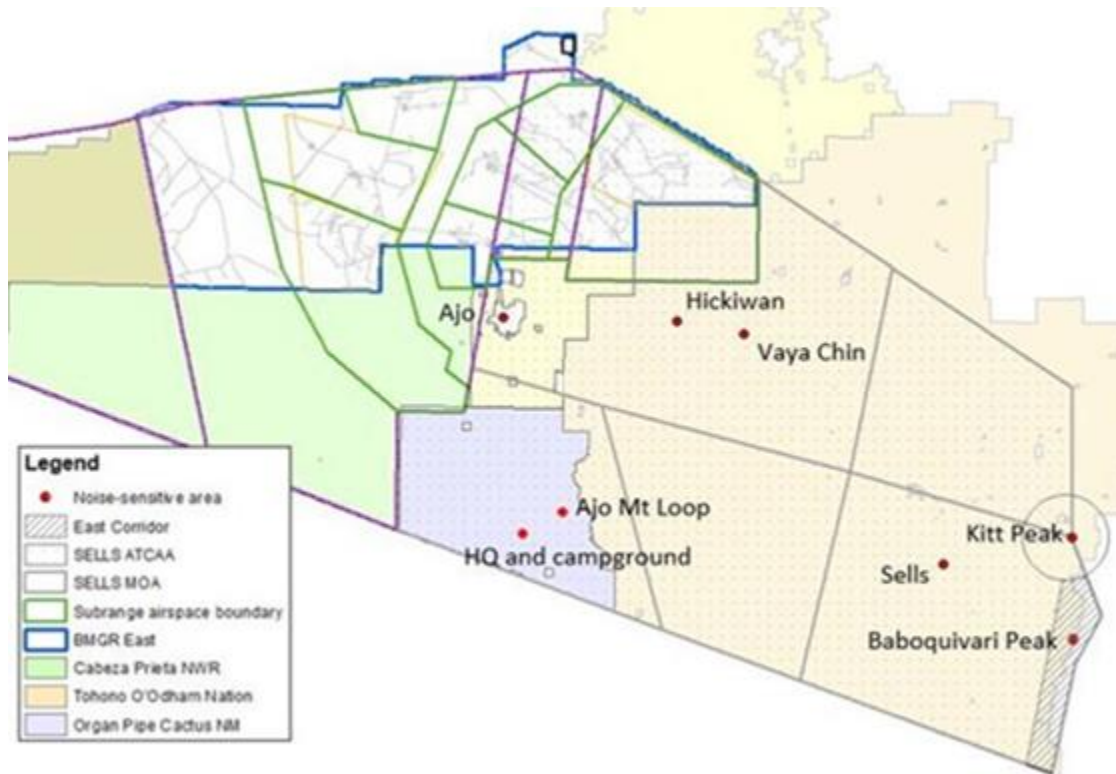 Hickiwan
Ajo
Vaya Chin
Legend
Noise-sensitive area
East Corridor
SELLS ATCAA
SELLS MOA
Subrange airspace boundary
BMGR East
Cabeza Prieta NWR
Tohono O'Odham Nation
Organ Pipe Cactus NM
Ajo Mt Loop
HQ and campground
Kitt Peak
Sells
Baboquivari Peak